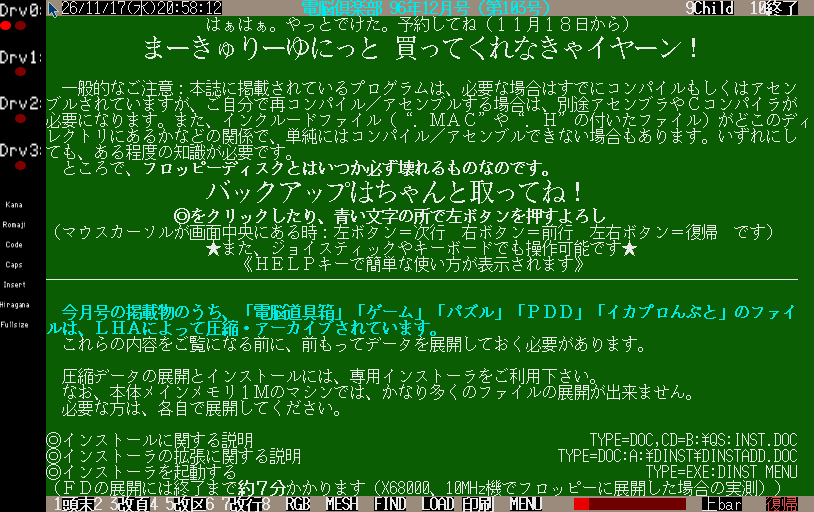 Drv0: 26/11/17(水)20:58:12 電脳倶楽部 96年12月号 (第103号) 9Child 10終了
はぁはぁ。やっとでけた。予約してね(11月18日から)
まーきゅりーゆにっと 買ってくれなきゃイヤーン!
Drv1:
一般的なご注意:本誌に掲載されているプログラムは、必要な場合はすでにコンパイルもしくはアセン
ブルされていますが、ご自分で再コンパイル/アセンブルする場合は、別途アセンブラやCコンパイラが
Drv2:
必要になります。また、インクルードファイル(“.MAC”や“.H”の付いたファイル)がどこのディ
レクトリにあるかなどの関係で、単純にはコンパイル/アセンブルできない場合もあります。いずれにし
Drv3:
ても、ある程度の知識が必要です。
ところで、フロッピーディスクとはいつか必ず壊れるものなのです。
バックアップはちゃんと取ってね!
Kana
◎をクリックしたり、青い文字の所で左ボタンを押すよろし
Romaji
(マウスカーソルが画面中央にある時:左ボタン=次行 右ボタン=前行 左右ボタン=復帰 です)
Code
★また、ジョイスティックやキーボードでも操作可能です★
Caps
《HELPキーで簡単な使い方が表示されます》
Insert
Hiragana
今月号の掲載物のうち、「電脳道具箱」「ゲーム」「パズル」「PDD」「イカプロんぷと」のファイ
Fullsize
ルは、LHAによって圧縮・アーカイブされています。
これらの内容をご覧になる前に、前もってデータを展開しておく必要があります。
圧縮データの展開とインストールには、専用インストーラをご利用下さい。
なお、本体メインメモリ1Mのマシンでは、かなり多くのファイルの展開が出来ません。
必要な方は、各自で展開してください。
◎インストールに関する説明 TYPE=DOC,CD=B:¥QS:INST.DOC
◎インストーラの拡張に関する説明 TYPE=DOC:A:¥DINST¥DINSTADD.DOC
◎インストーラを起動する TYPE=EXE:DINST MENU
(FDの展開には終了まで約7分かかります(X68000、10MHz機でフロッピーに展開した場合の実測))
1頭末2 3改頁4 5改区6 7改行8 RGB MESH FIND LOAD 印刷 MENU 上bar 復帰